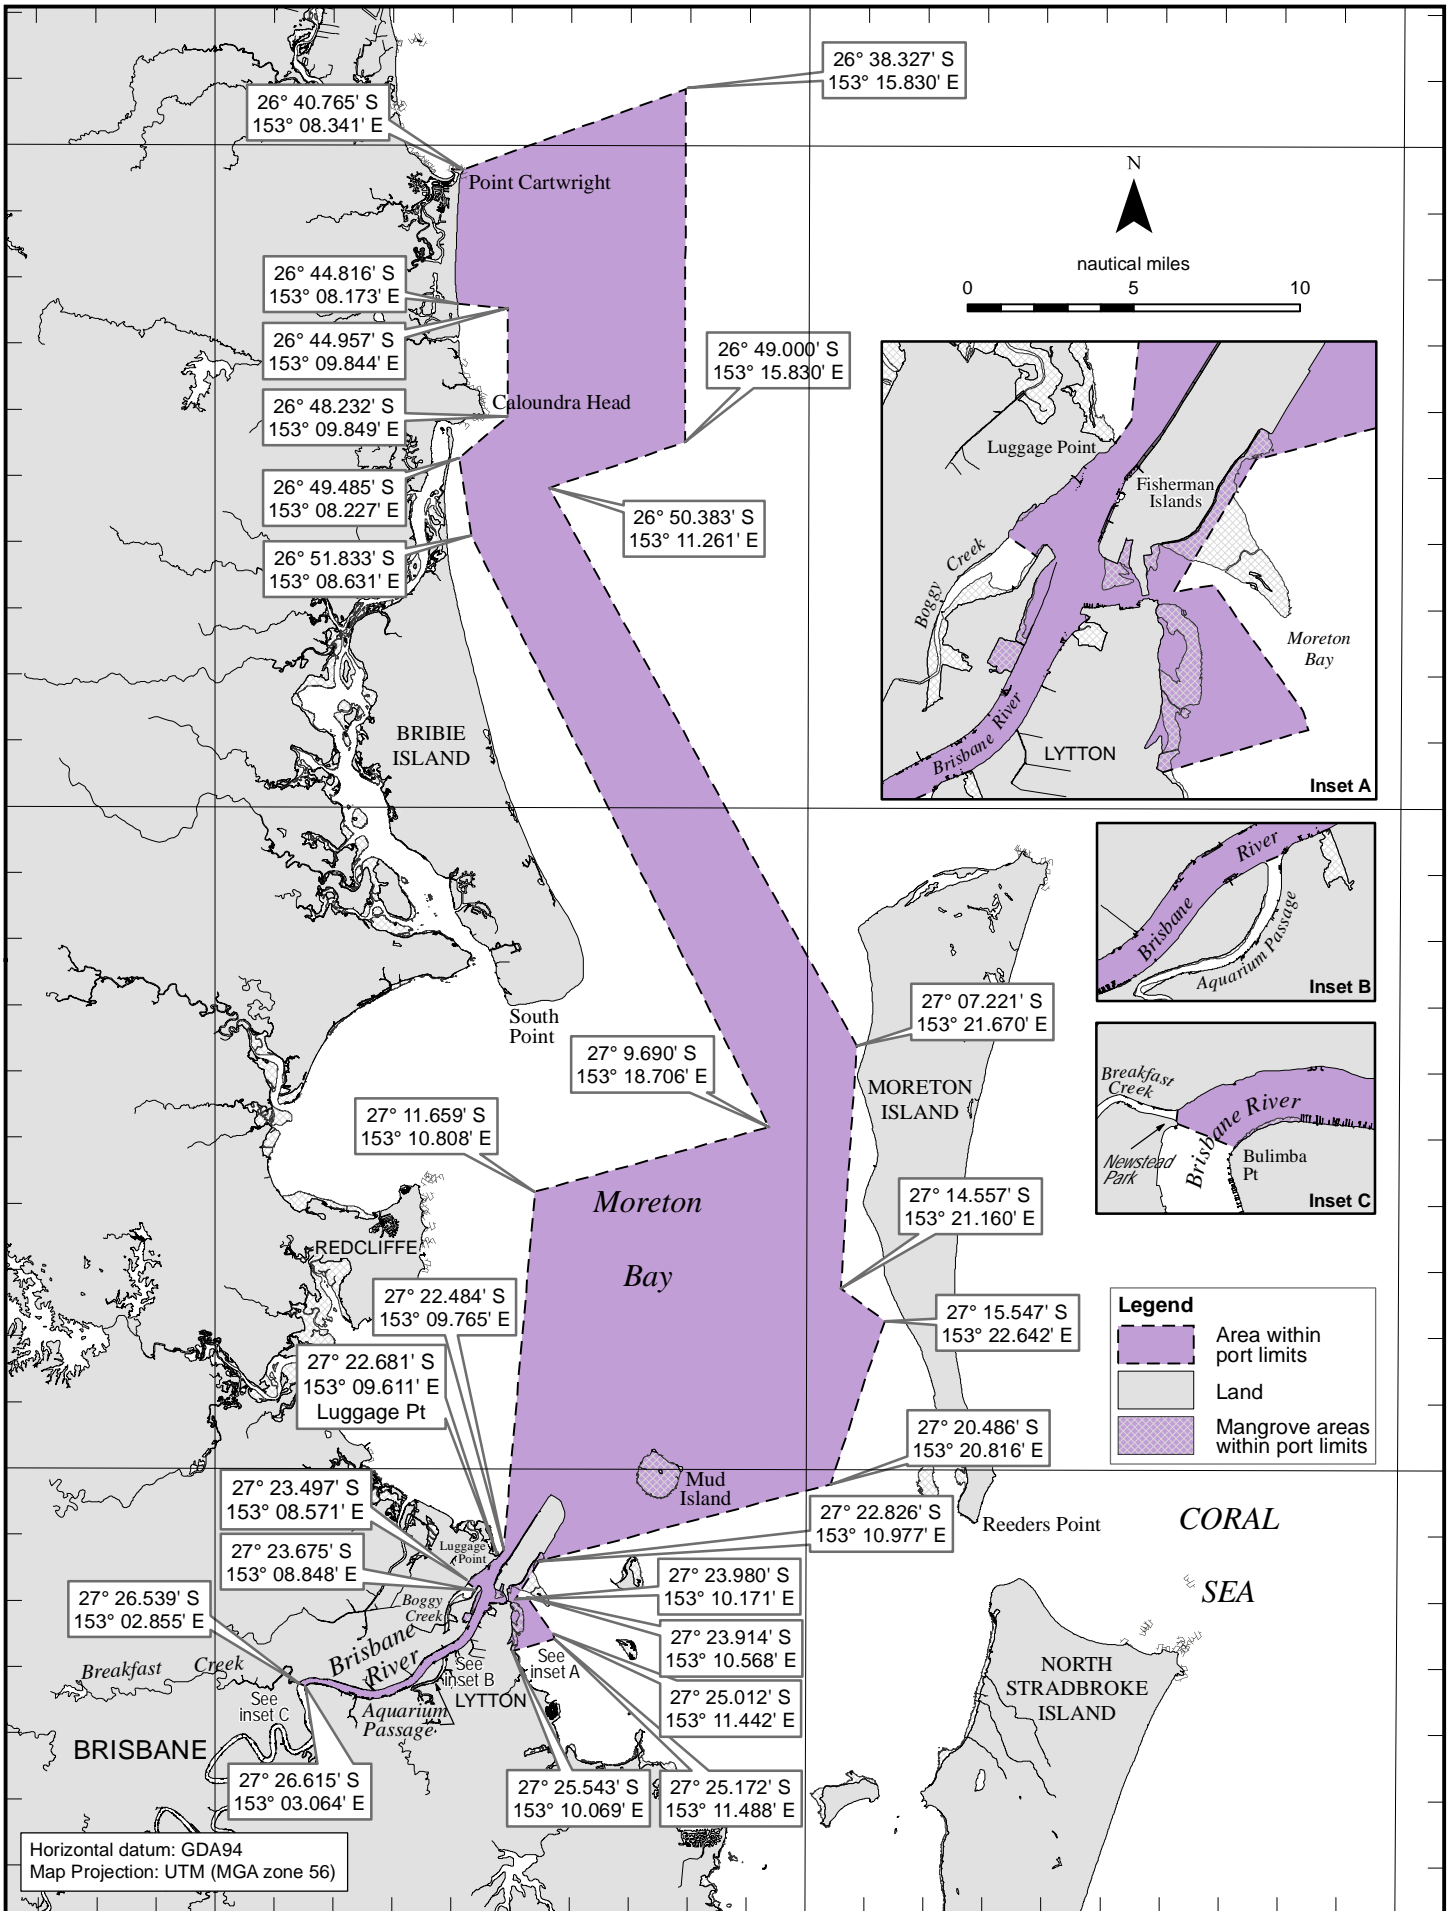 26° 38.327' S
153° 15.830' E
26° 40.765' S
153° 08.341' E
Point Cartwright
N
nautical miles
0
5
10
26° 44.816' S
153° 08.173' E
26° 44.957' S
153° 09.844' E
26° 49.000' S
153° 15.830' E
26° 48.232' S
153° 09.849' E
Caloundra Head
26° 49.485' S
153° 08.227' E
26° 50.383' S
153° 11.261' E
26° 51.833' S
153° 08.631' E
Luggage Point
Fisherman
Islands
Boggy Creek
Moreton
Bay
Brisbane River
LYTTON
Inset A
BRIBIE
ISLAND
River
Brisbane
Aquarium Passage
Inset B
South
Point
27° 07.221' S
153° 21.670' E
27° 9.690' S
153° 18.706' E
MORETON
ISLAND
Breakfast
Creek
Brisbane River
Newstead
Park
Bulimba
Pt
Inset C
27° 11.659' S
153° 10.808' E
Moreton
Bay
27° 14.557' S
153° 21.160' E
REDCLIFFE
27° 22.484' S
153° 09.765' E
27° 15.547' S
153° 22.642' E
Legend
Area within
port limits
Land
Mangrove areas
within port limits
27° 22.681' S
153° 09.611' E
Luggage Pt
27° 20.486' S
153° 20.816' E
Mud
Island
27° 23.497' S
153° 08.571' E
27° 22.826' S
153° 10.977' E
Reeders Point
CORAL
SEA
Luggage
Point
27° 23.675' S
153° 08.848' E
27° 23.980' S
153° 10.171' E
27° 26.539' S
153° 02.855' E
Boggy
Creek
27° 23.914' S
153° 10.568' E
Brisbane
River
Breakfast Creek
See
inset B
See
inset A
LYTTON
NORTH
STRADBROKE
ISLAND
27° 25.012' S
153° 11.442' E
See
inset C
Aquarium
Passage
BRISBANE
27° 26.615' S
153° 03.064' E
27° 25.543' S
153° 10.069' E
27° 25.172' S
153° 11.488' E
Horizontal datum: GDA94
Map Projection: UTM (MGA zone 56)